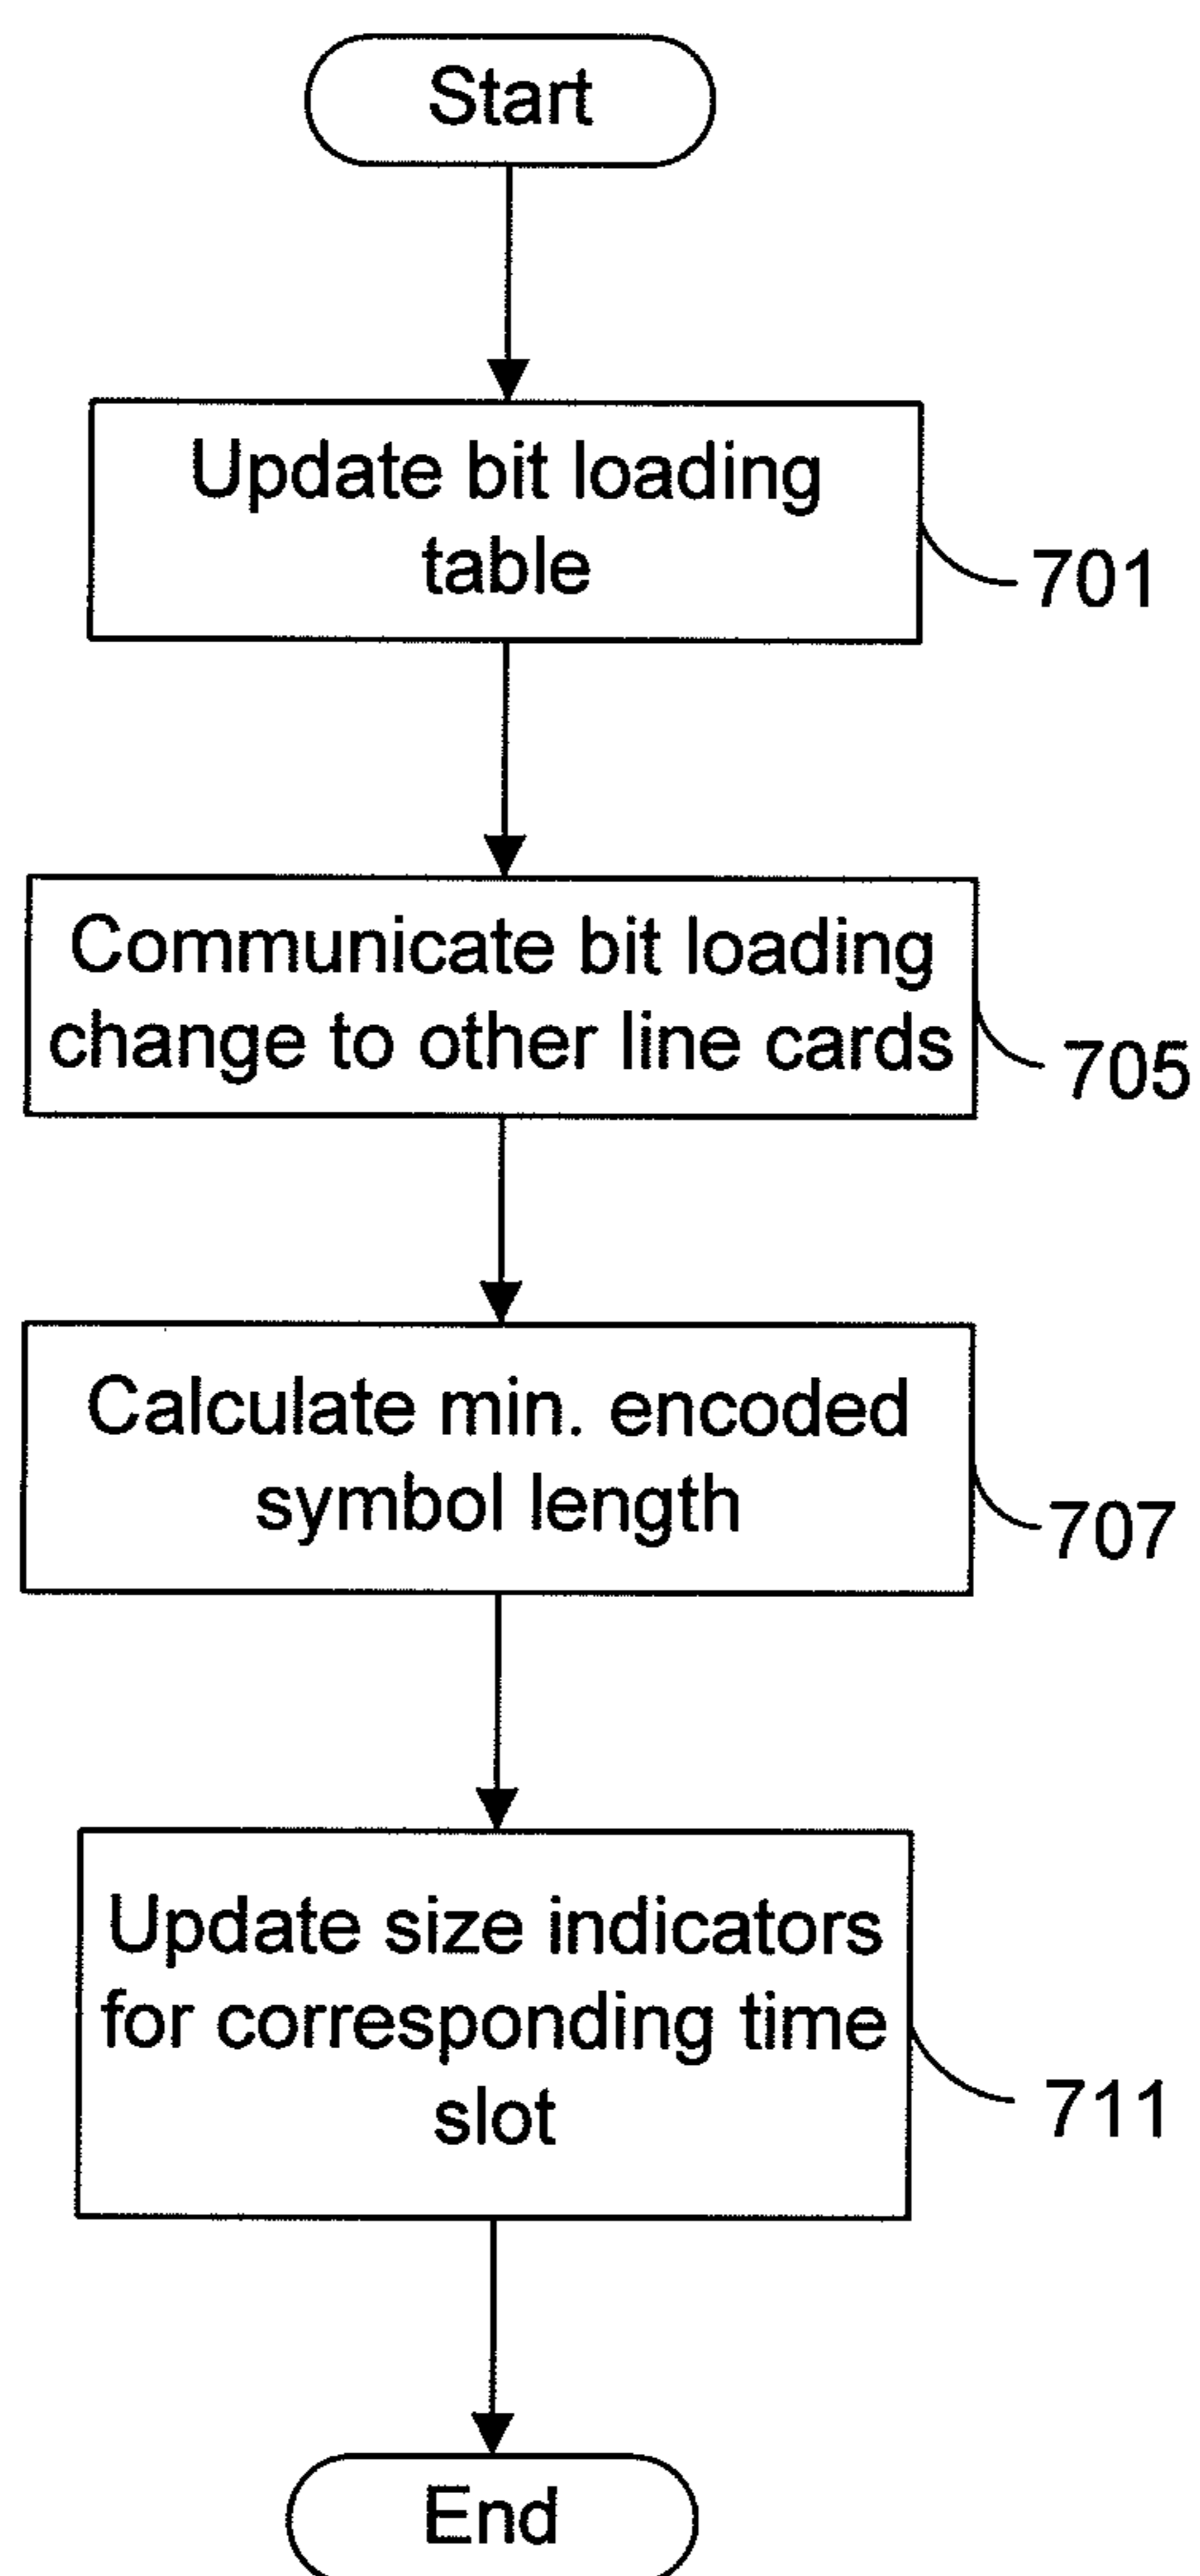 Start
Update bit loading
table
701
Communicate bit loading
change to other line cards
705
Calculate min. encoded
symbol length
707
Update size indicators
for corresponding time
slot
711
End